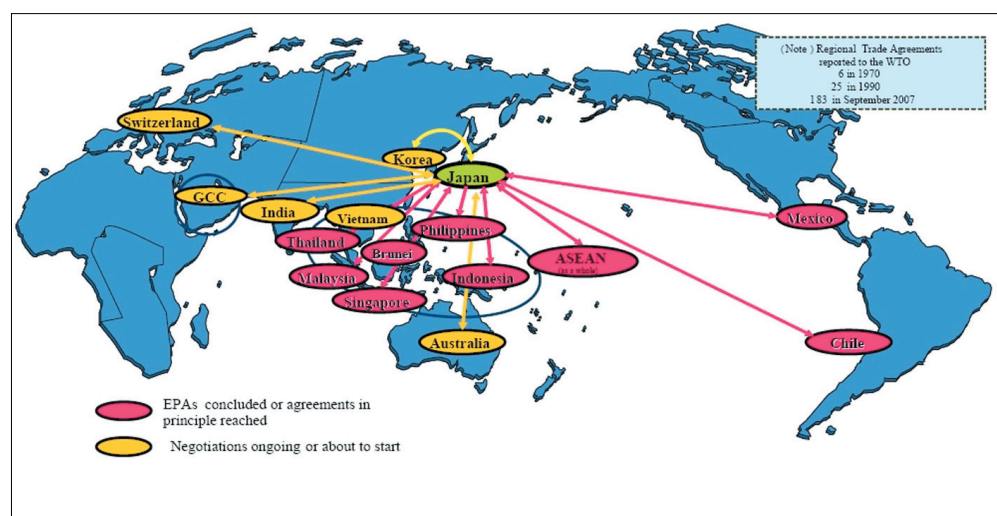 (Note) Regional Trade Agreements
reported to the WTO
6 in 1970
25 in 1990
183 in September 2007
Switzerland
Korea
Japan
GCC
India
Vietnam
Mexico
Thailand
Philippines
Brunei
ASEAN
(as a whole)
Malaysia
Indonesia
Singapore
Australia
Chile
EPAs concluded or agreements in
principle reached
Negotiations ongoing or about to start